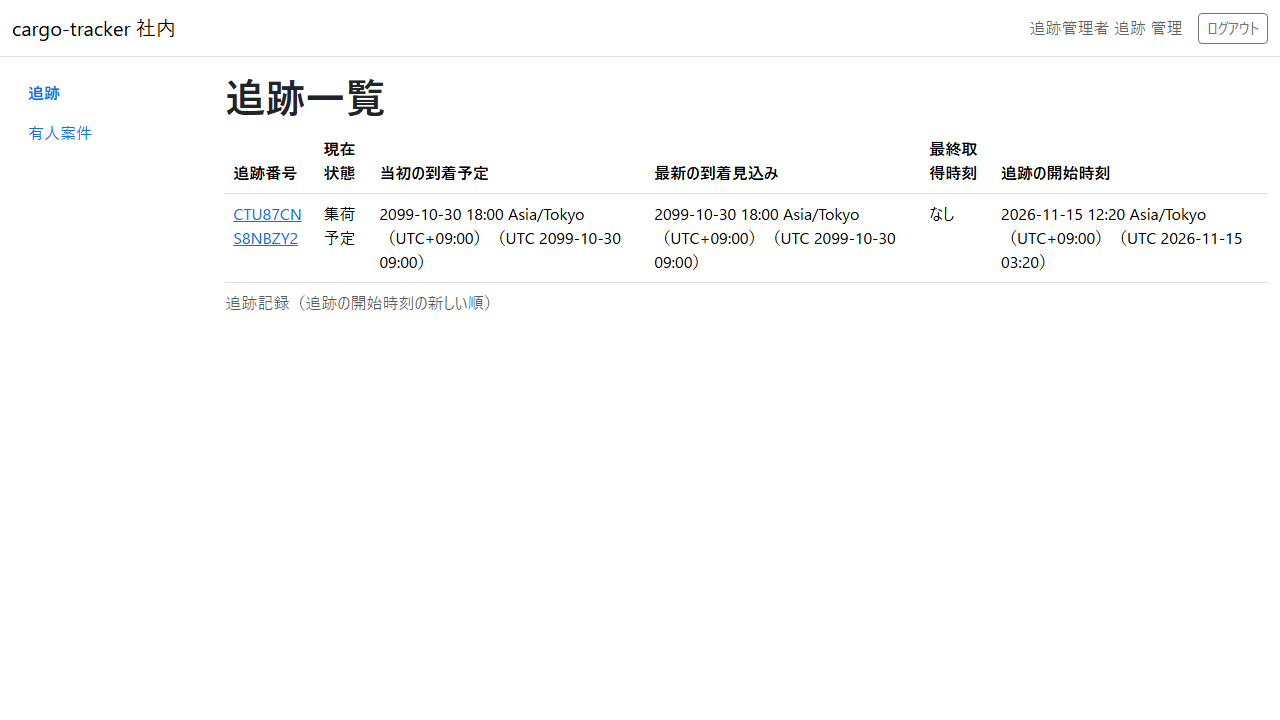 cargo-tracker 社内
追跡管理者 追跡 管理
ログアウト
追跡
有人案件
追跡一覧
追跡番号
現在
状態
当初の到着予定
最新の到着見込み
最終取
得時刻
追跡の開始時刻
CTU87CN
S8NBZY2
集荷
予定
2099-10-30 18:00 Asia/Tokyo
（UTC+09:00）（UTC 2099-10-30
09:00）
2099-10-30 18:00 Asia/Tokyo
（UTC+09:00）（UTC 2099-10-30
09:00）
なし
2026-11-15 12:20 Asia/Tokyo
（UTC+09:00）（UTC 2026-11-15
03:20）
追跡記録（追跡の開始時刻の新しい順）